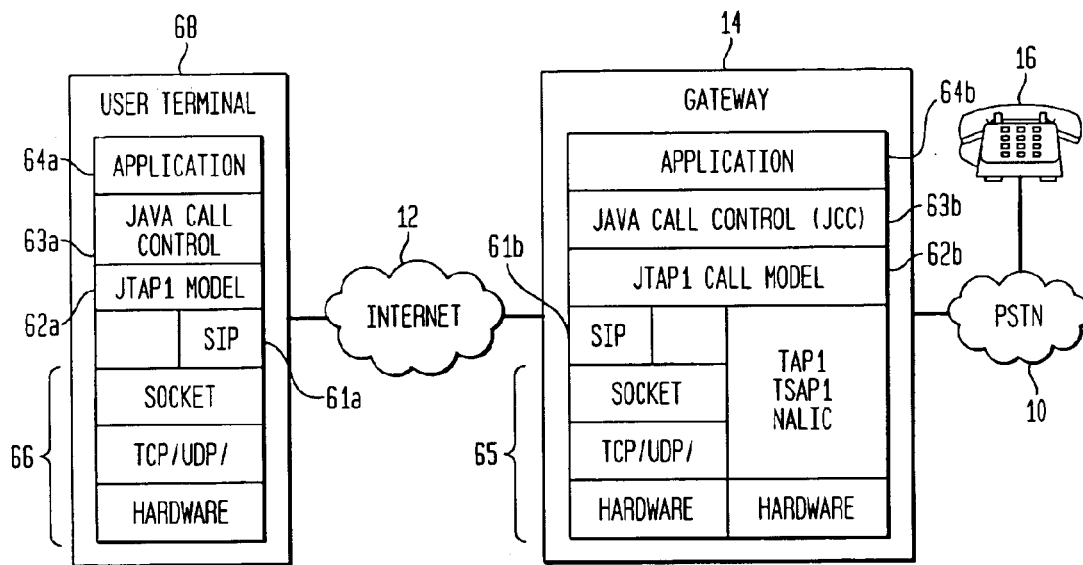 68
USER TERMINAL
64a
APPLICATION
JAVA CALL
CONTROL
63a
JTAP1 MODEL
62a
SIP
61a
SOCKET
66
TCP/UDP/
HARDWARE
12
INTERNET
14
GATEWAY
64b
APPLICATION
JAVA CALL CONTROL (JCC)
63b
61b
JTAP1 CALL MODEL
62b
SIP
TAP1
TSAP1
NALIC
SOCKET
65
TCP/UDP/
HARDWARE
HARDWARE
16
PSTN
10